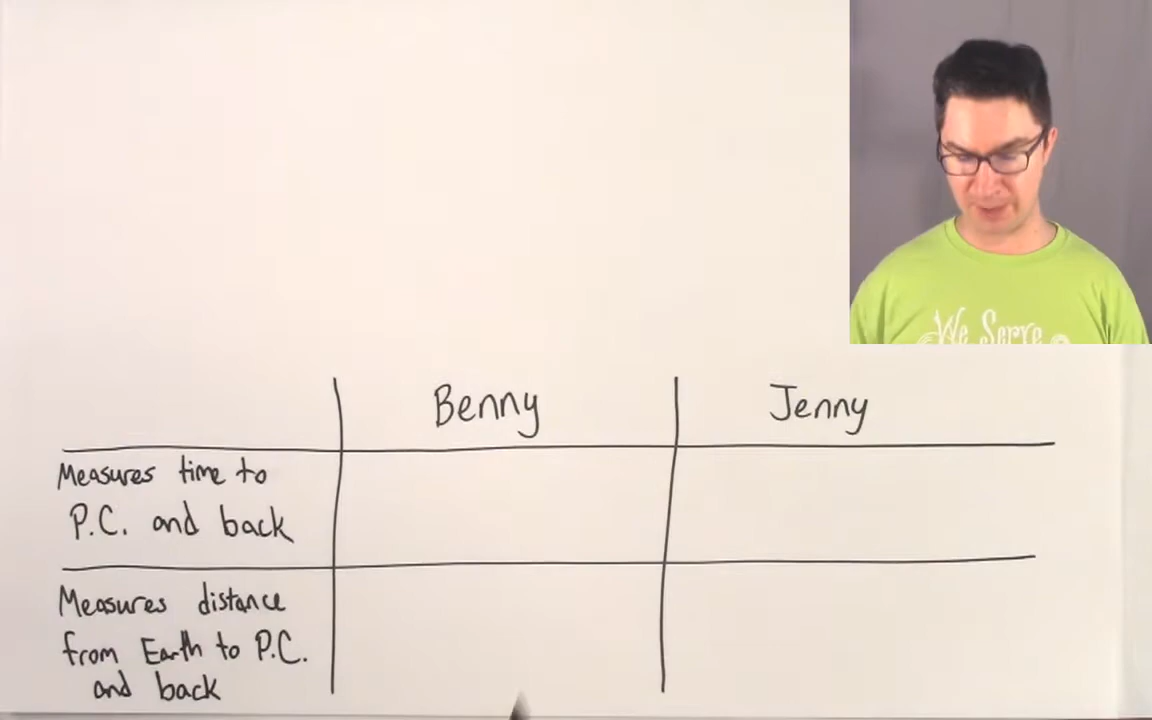 We Serve
Benny
Jenny
Measures time to
P.C. and back
Measures distance
from Earth to P.C.
and back